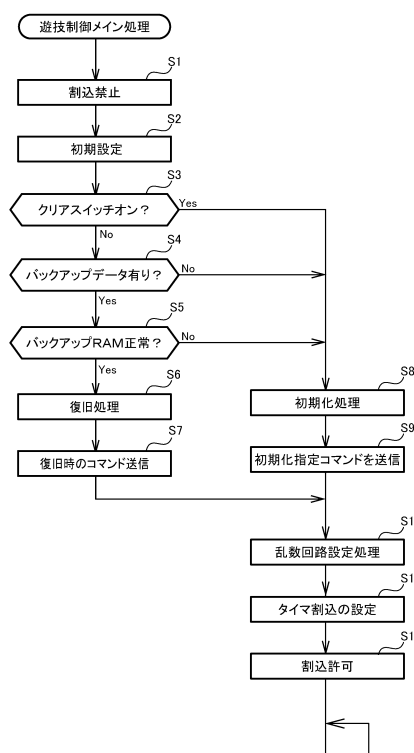 遊技制御メイン処理
S1
割込禁止
S2
初期設定
S3
クリアスイッチオン？
Yes
No
S4
バックアップデータ有り？
No
Yes
S5
バックアップRAM正常？
No
Yes
S6
復旧処理
S7
復旧時のコマンド送信
S8
初期化処理
S9
初期化指定コマンドを送信
S1
乱数回路設定処理
S1
タイマ割込の設定
S1
割込許可